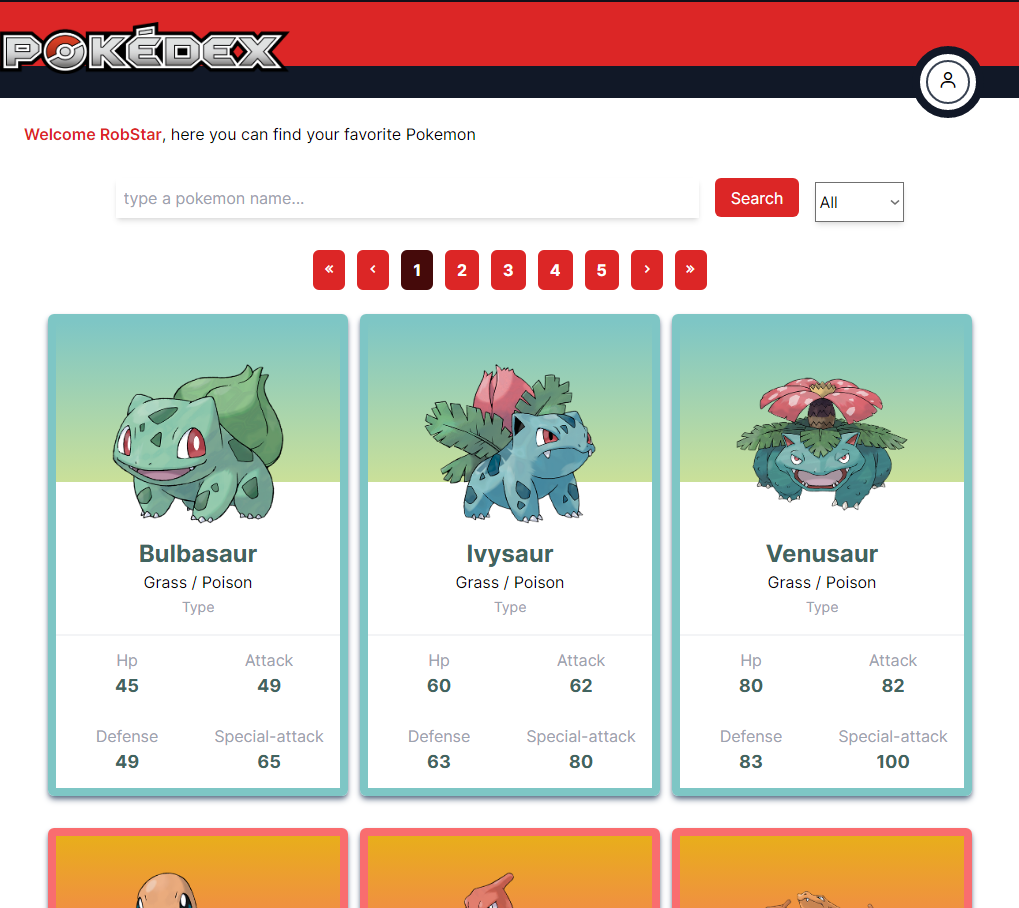 POKÉDEX
Welcome RobStar, here you can find your favorite Pokemon
type a pokemon name...
Search
All
« ‹ 1 2 3 4 5 › »
Bulbasaur
Grass / Poison
Type
Hp Attack
45 49
Defense Special-attack
49 65
Ivysaur
Grass / Poison
Type
Hp Attack
60 62
Defense Special-attack
63 80
Venusaur
Grass / Poison
Type
Hp Attack
80 82
Defense Special-attack
83 100